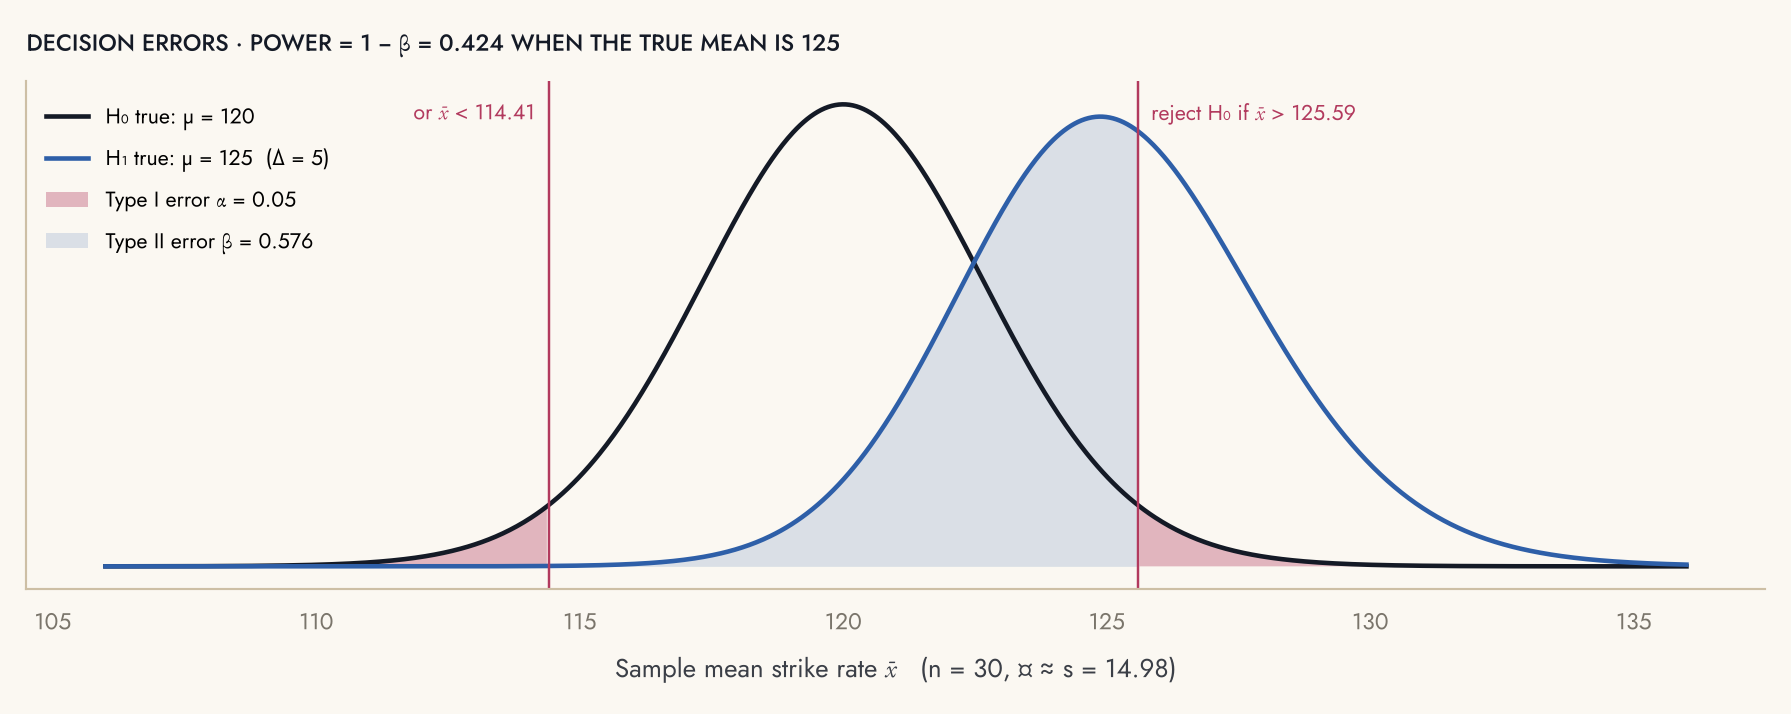 DECISION ERRORS · POWER = 1 − β = 0.424 WHEN THE TRUE MEAN IS 125
H₀ true: μ = 120
H₁ true: μ = 125 (Δ = 5)
Type I error α = 0.05
Type II error β = 0.576
or x̄ < 114.41
reject H₀ if x̄ > 125.59
105 110 115 120 125 130 135
Sample mean strike rate x̄ (n = 30, ¤ ≈ s = 14.98)